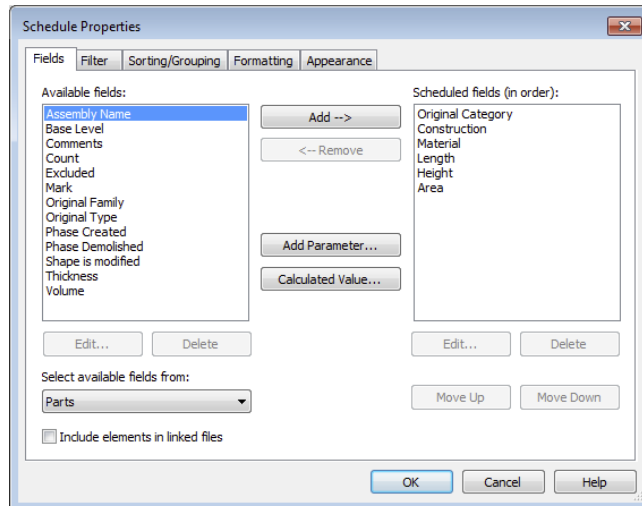 Schedule Properties
Fields Filter Sorting/Grouping Formatting Appearance
Available fields:
Assembly Name
Base Level
Comments
Count
Excluded
Mark
Original Family
Original Type
Phase Created
Phase Demolished
Shape is modified
Thickness
Volume
Add -->
<-- Remove
Add Parameter...
Calculated Value...
Scheduled fields (in order):
Original Category
Construction
Material
Length
Height
Area
Edit... Delete
Edit... Delete
Select available fields from:
Parts
Move Up Move Down
Include elements in linked files
OK Cancel Help